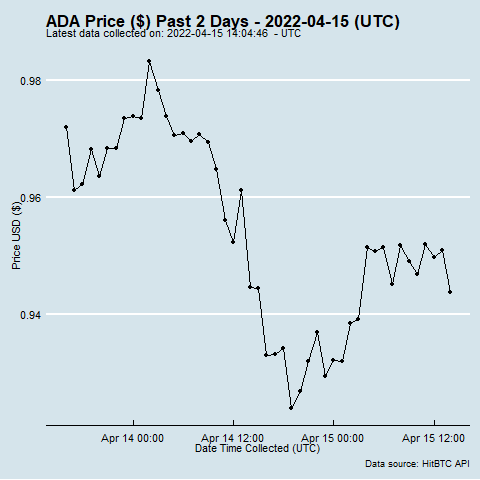 ADA Price ($) Past 2 Days - 2022-04-15 (UTC)
Latest data collected on: 2022-04-15 14:04:46 - UTC
0.98
0.96
0.94
Price USD ($)
Apr 14 00:00 Apr 14 12:00 Apr 15 00:00 Apr 15 12:00
Date Time Collected (UTC)
Data source: HitBTC API